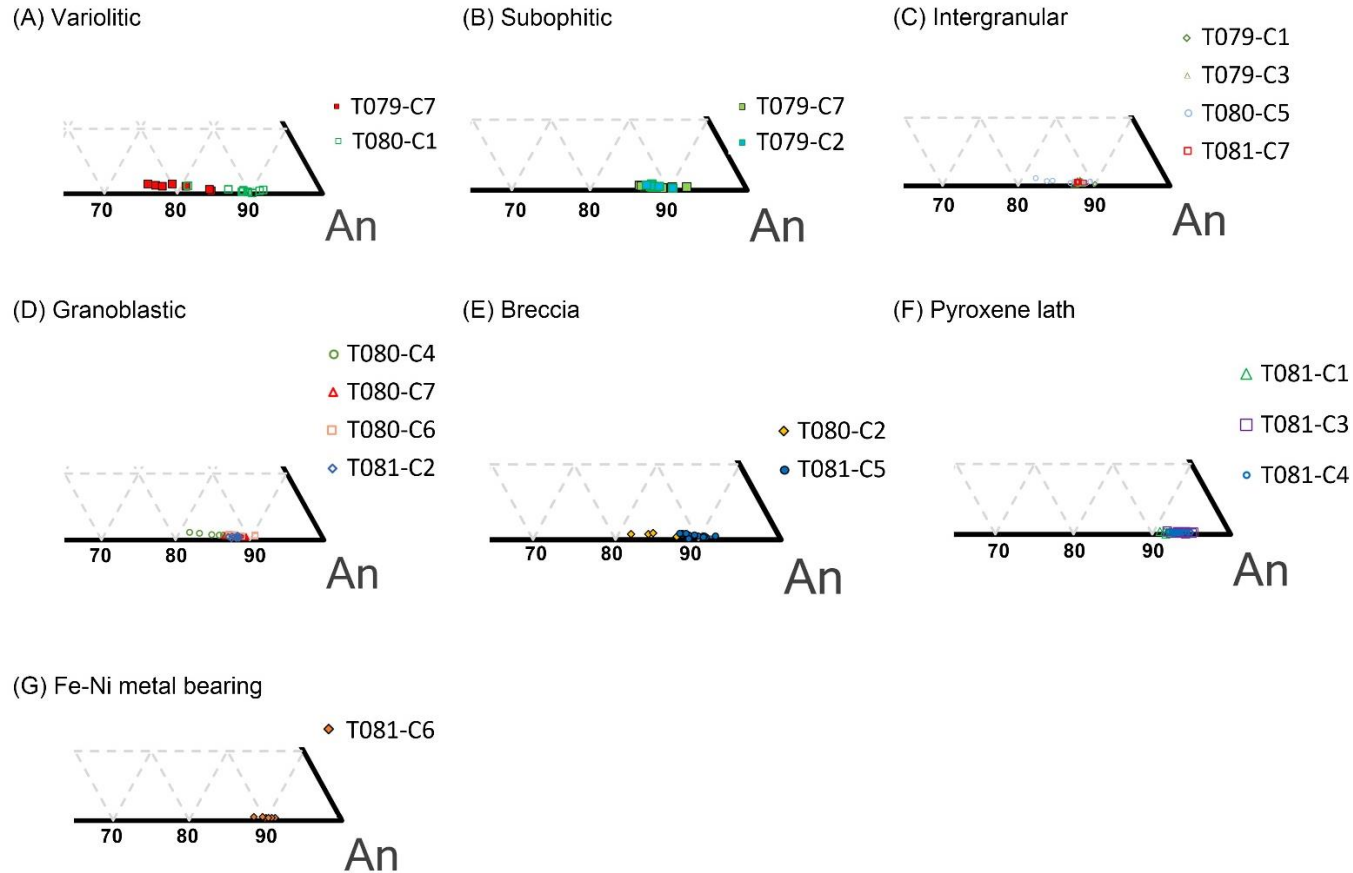 (A) Variolitic
T079-C7
T080-C1
70 80 90
An
(B) Subophitic
T079-C7
T079-C2
70 80 90
An
(C) Intergranular
T079-C1
T079-C3
T080-C5
T081-C7
70 80 90
An
(D) Granoblastic
T080-C4
T080-C7
T080-C6
T081-C2
70 80 90
An
(E) Breccia
T080-C2
T081-C5
70 80 90
An
(F) Pyroxene lath
T081-C1
T081-C3
T081-C4
70 80 90
An
(G) Fe-Ni metal bearing
T081-C6
70 80 90
An